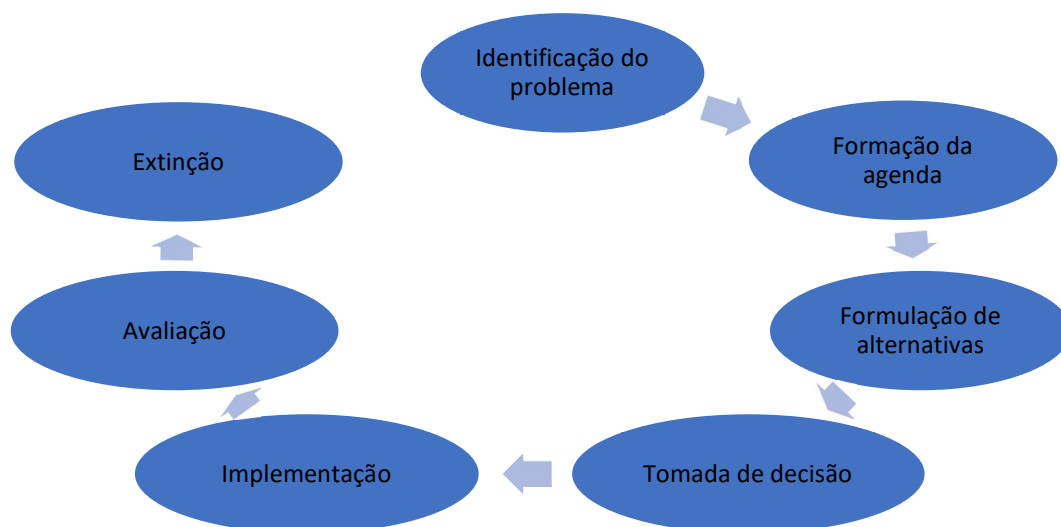 Identificação do
problema
Formação da
agenda
Formulação de
alternativas
Tomada de decisão
Implementação
Avaliação
Extinção